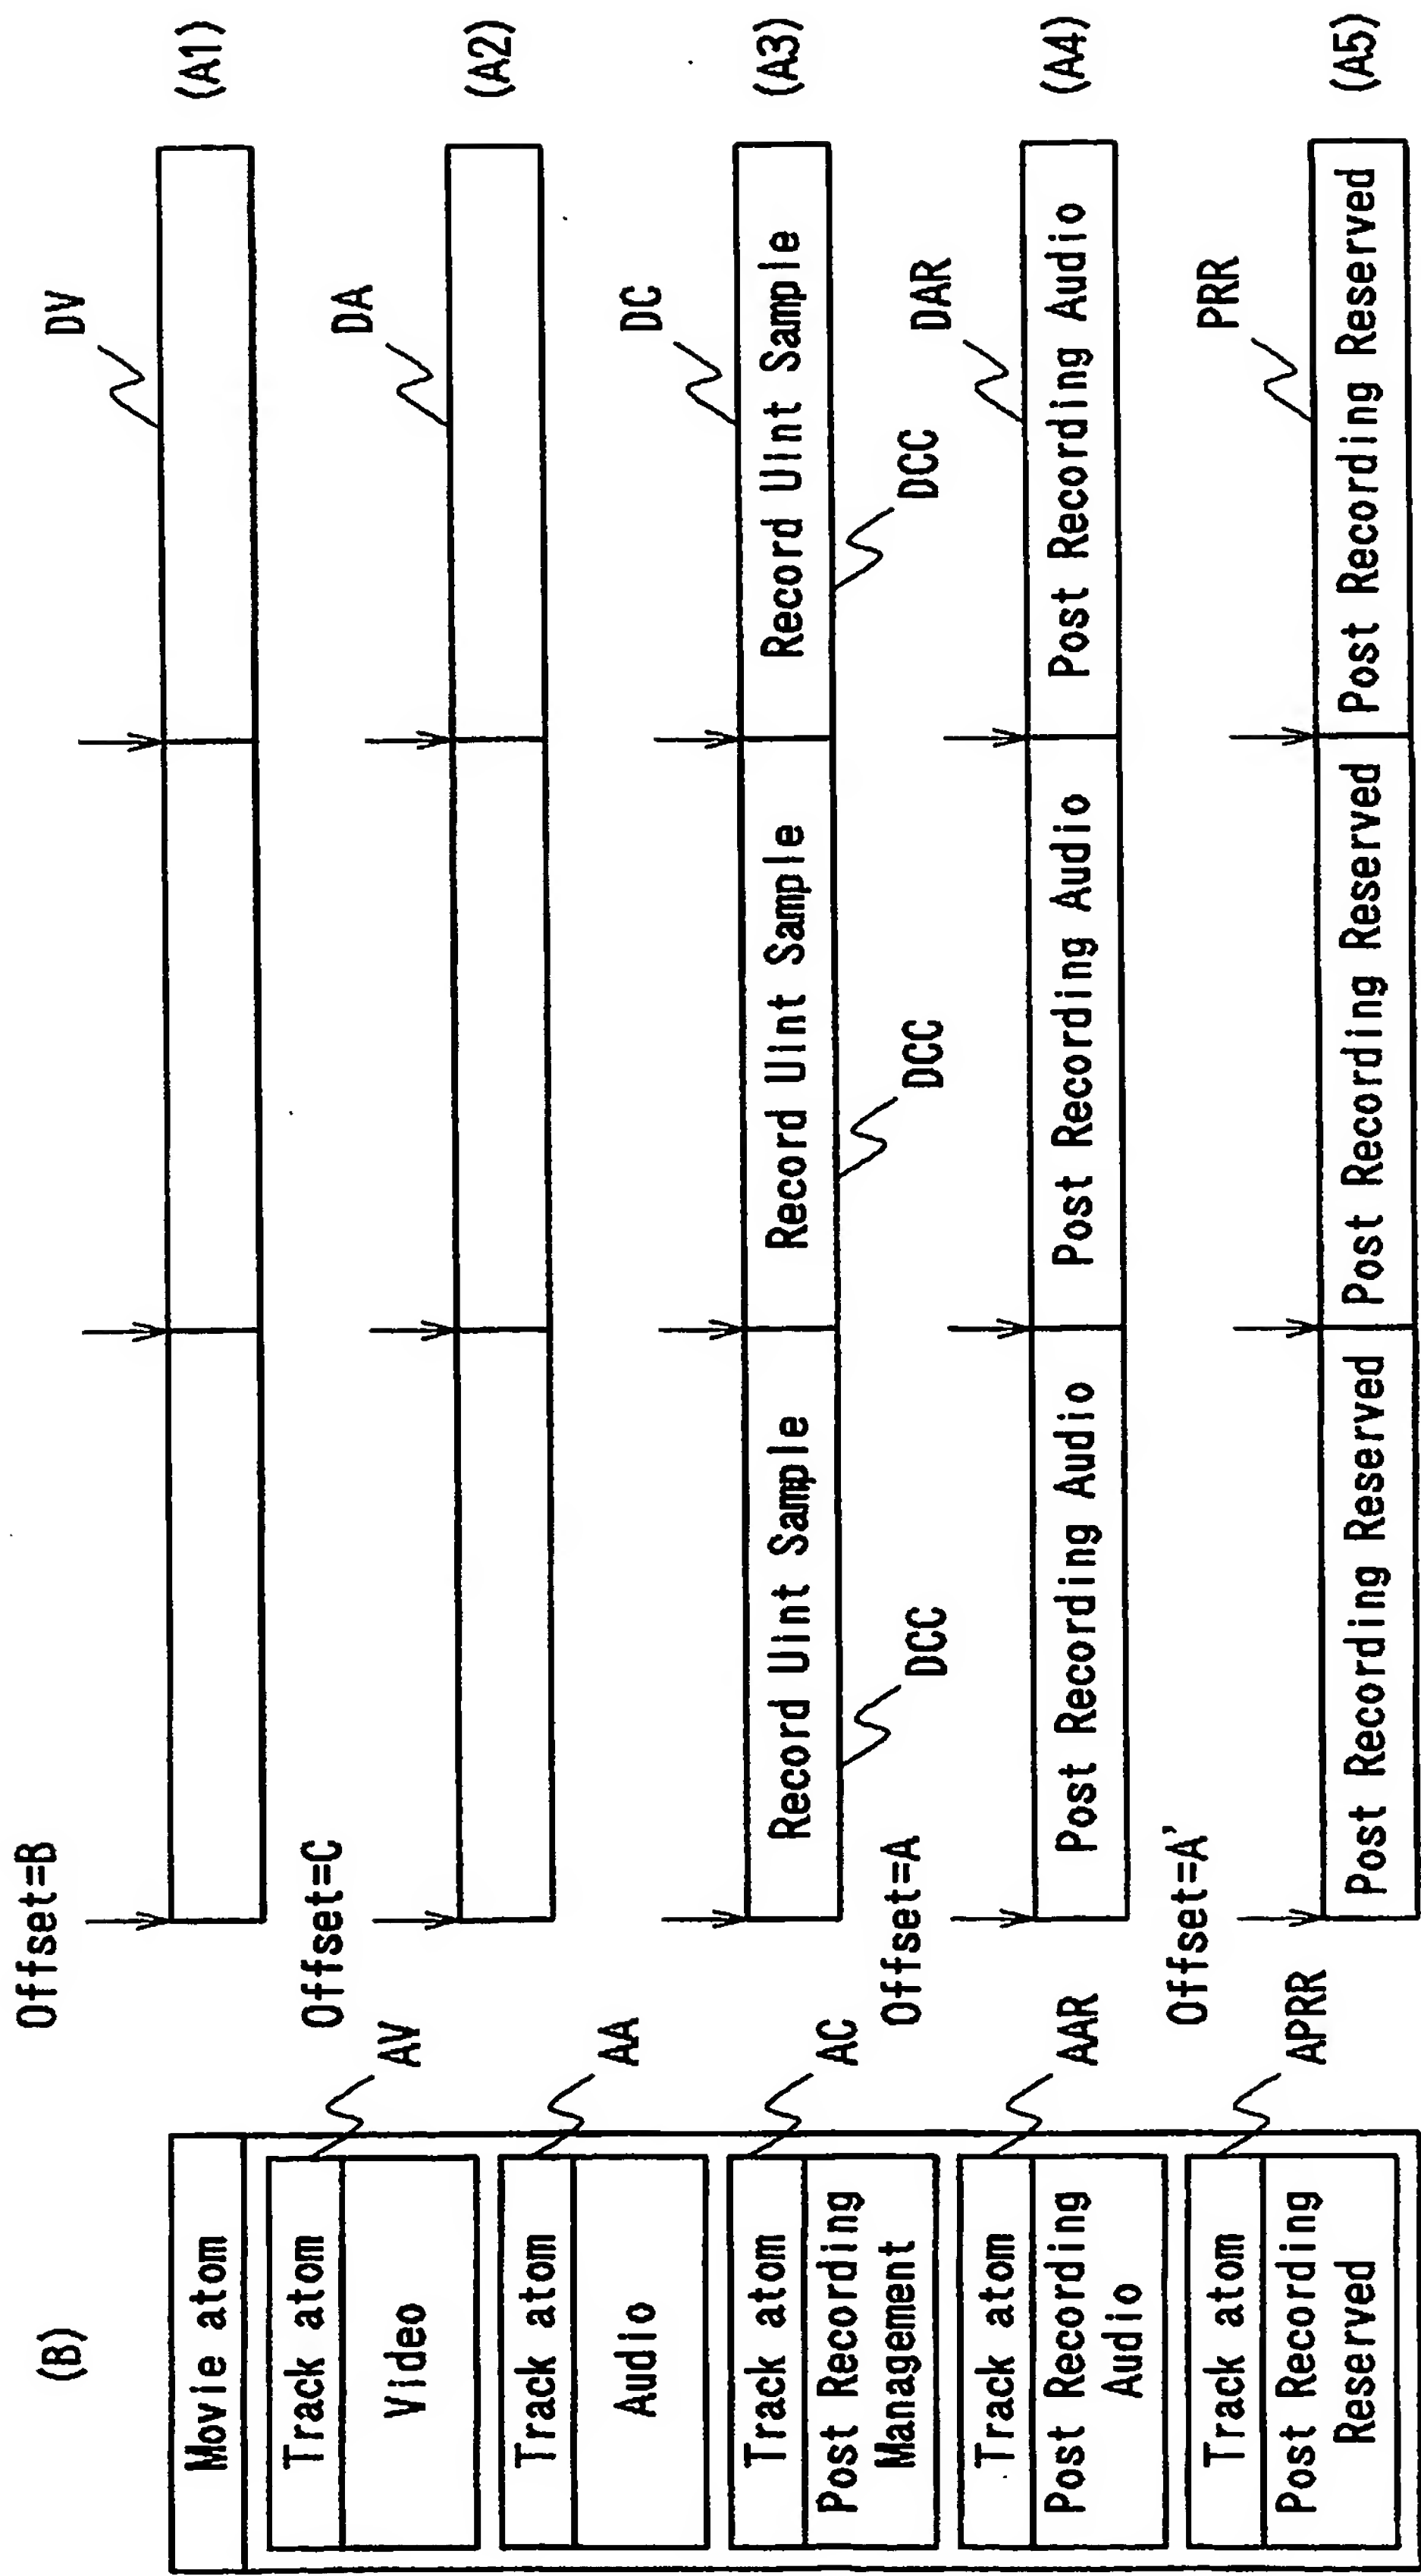 (B)
Movie atom
Track atom
Video
AV
Track atom
Audio
AA
Track atom
Post Recording
Management
AC
Track atom
Post Recording
Audio
AAR
Track atom
Post Recording
Reserved
APRR
Offset=B
DV
(A1)
Offset=C
DA
(A2)
Record Uint Sample
Record Uint Sample
Record Uint Sample
DC
DCC
DCC
DCC
(A3)
Offset=A
Post Recording Audio
Post Recording Audio
Post Recording Audio
DAR
(A4)
Offset=A'
Post Recording Reserved
Post Recording Reserved
Post Recording Reserved
PRR
(A5)